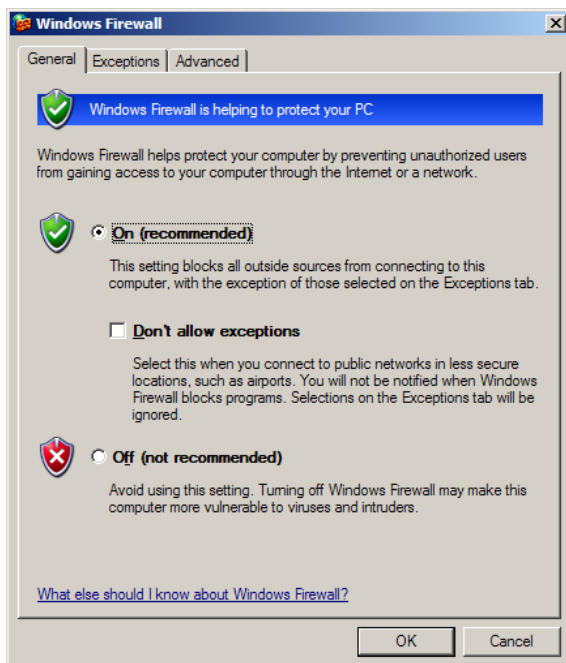 Windows Firewall
General Exceptions Advanced
Windows Firewall is helping to protect your PC
Windows Firewall helps protect your computer by preventing unauthorized users
from gaining access to your computer through the Internet or a network.
On (recommended)
This setting blocks all outside sources from connecting to this
computer, with the exception of those selected on the Exceptions tab.
Don't allow exceptions
Select this when you connect to public networks in less secure
locations, such as airports. You will not be notified when Windows
Firewall blocks programs. Selections on the Exceptions tab will be
ignored.
Off (not recommended)
Avoid using this setting. Turning off Windows Firewall may make this
computer more vulnerable to viruses and intruders.
What else should I know about Windows Firewall?
OK Cancel